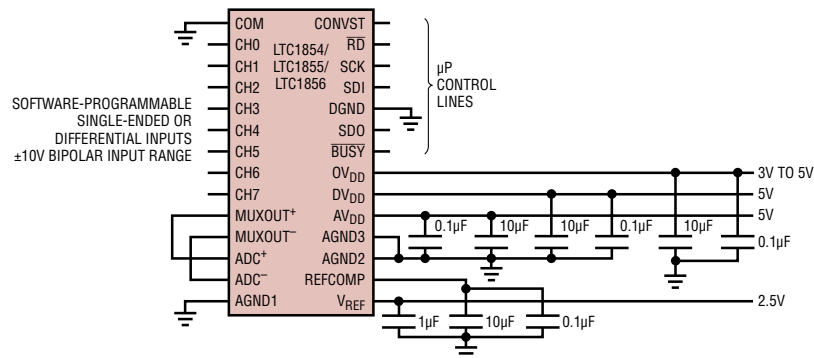 COM CONVST
CH0 LTC1854/ RD
CH1 LTC1855/ SCK
CH2 LTC1856 SDI
CH3 DGND
CH4 SDO
CH5 BUSY
CH6 OVDD
CH7 DVDD
MUXOUT+ AVDD
MUXOUT– AGND3
ADC+ AGND2
ADC– REFCOMP
AGND1 VREF
SOFTWARE-PROGRAMMABLE
SINGLE-ENDED OR
DIFFERENTIAL INPUTS
±10V BIPOLAR INPUT RANGE
µP
CONTROL
LINES
3V TO 5V
5V
5V
0.1µF 10µF 10µF 0.1µF 10µF
0.1µF
2.5V
1µF 10µF 0.1µF